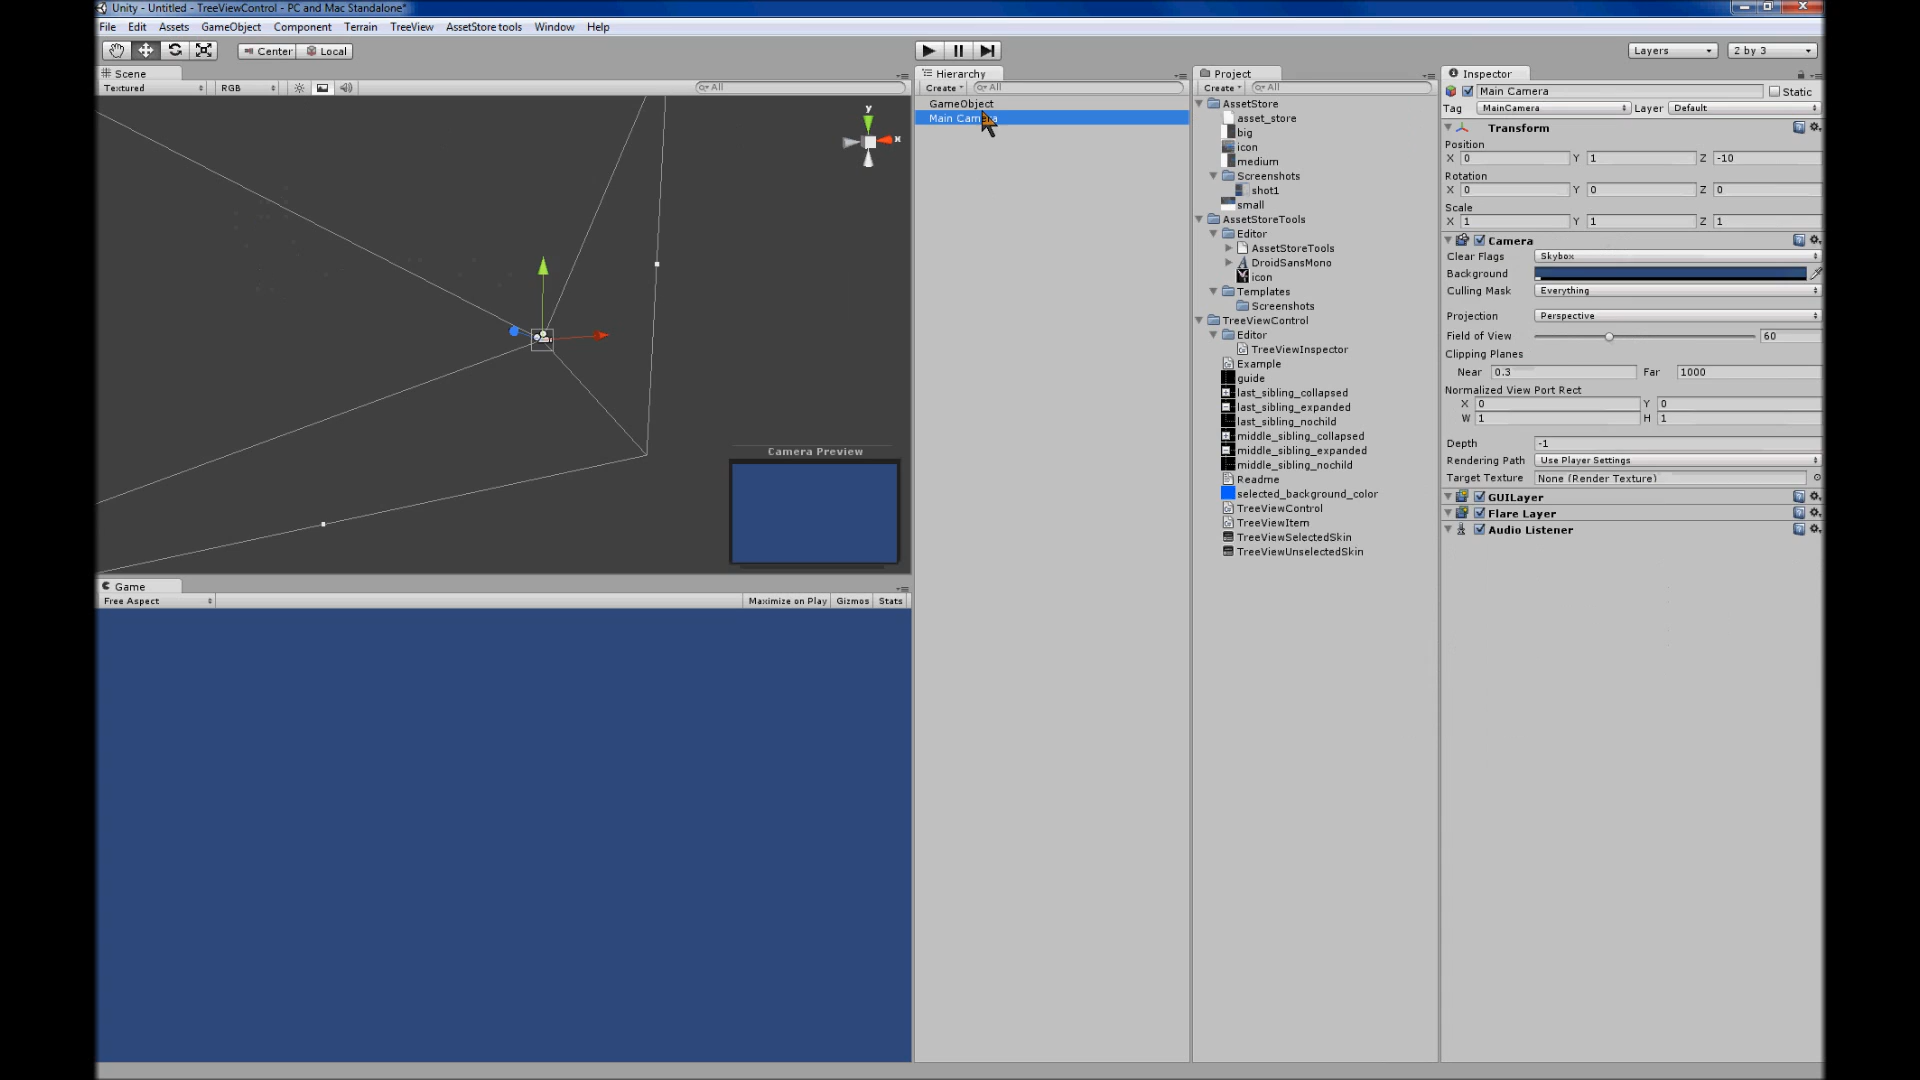 Unity - Untitled - TreeViewControl - PC and Mac Standalone*
File Edit Assets GameObject Component Terrain TreeView AssetStore tools Window Help
Center Local
Layers 2 by 3
Scene
Textured RGB All
y
x
Camera Preview
Game
Free Aspect Maximize on Play Gizmos Stats
Hierarchy
Create All
GameObject
Main Camera
Project
Create All
AssetStore
asset_store
big
icon
medium
Screenshots
shot1
small
AssetStoreTools
Editor
AssetStoreTools
DroidSansMono
icon
Templates
Screenshots
TreeViewControl
Editor
TreeViewInspector
Example
guide
last_sibling_collapsed
last_sibling_expanded
last_sibling_nochild
middle_sibling_collapsed
middle_sibling_expanded
middle_sibling_nochild
Readme
selected_background_color
TreeViewControl
TreeViewItem
TreeViewSelectedSkin
TreeViewUnselectedSkin
Inspector
Main Camera Static
Tag MainCamera Layer Default
Transform
Position
X 0 Y 1 Z -10
Rotation
X 0 Y 0 Z 0
Scale
X 1 Y 1 Z 1
Camera
Clear Flags Skybox
Background
Culling Mask Everything
Projection Perspective
Field of View 60
Clipping Planes
Near 0.3 Far 1000
Normalized View Port Rect
X 0 Y 0
W 1 H 1
Depth -1
Rendering Path Use Player Settings
Target Texture None (Render Texture)
GUILayer
Flare Layer
Audio Listener